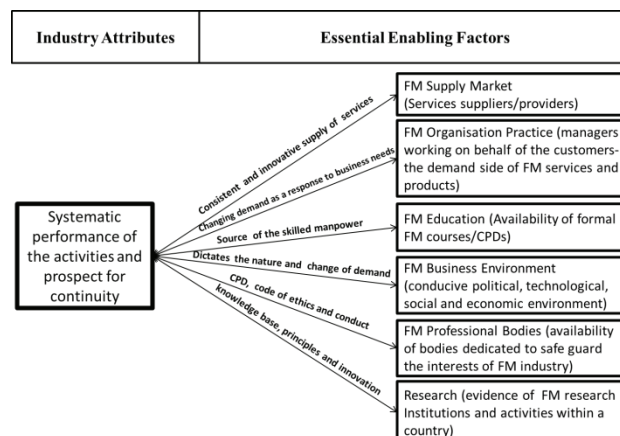 Industry Attributes
Essential Enabling Factors
Systematic
performance of
the activities and
prospect for
continuity
Consistent and innovative supply of services
Changing demand as a response to business needs
Source of the skilled manpower
Dictates the nature and change of demand
CPD, code of ethics and conduct
knowledge base, principles and innovation
FM Supply Market
(Services suppliers/providers)
FM Organisation Practice (managers
working on behalf of the customers-
the demand side of FM services and
products)
FM Education (Availability of formal
FM courses/CPDs)
FM Business Environment
(conducive political, technological,
social and economic environment)
FM Professional Bodies (availability
of bodies dedicated to safe guard
the interests of FM industry)
Research (evidence of FM research
Institutions and activities within a
country)